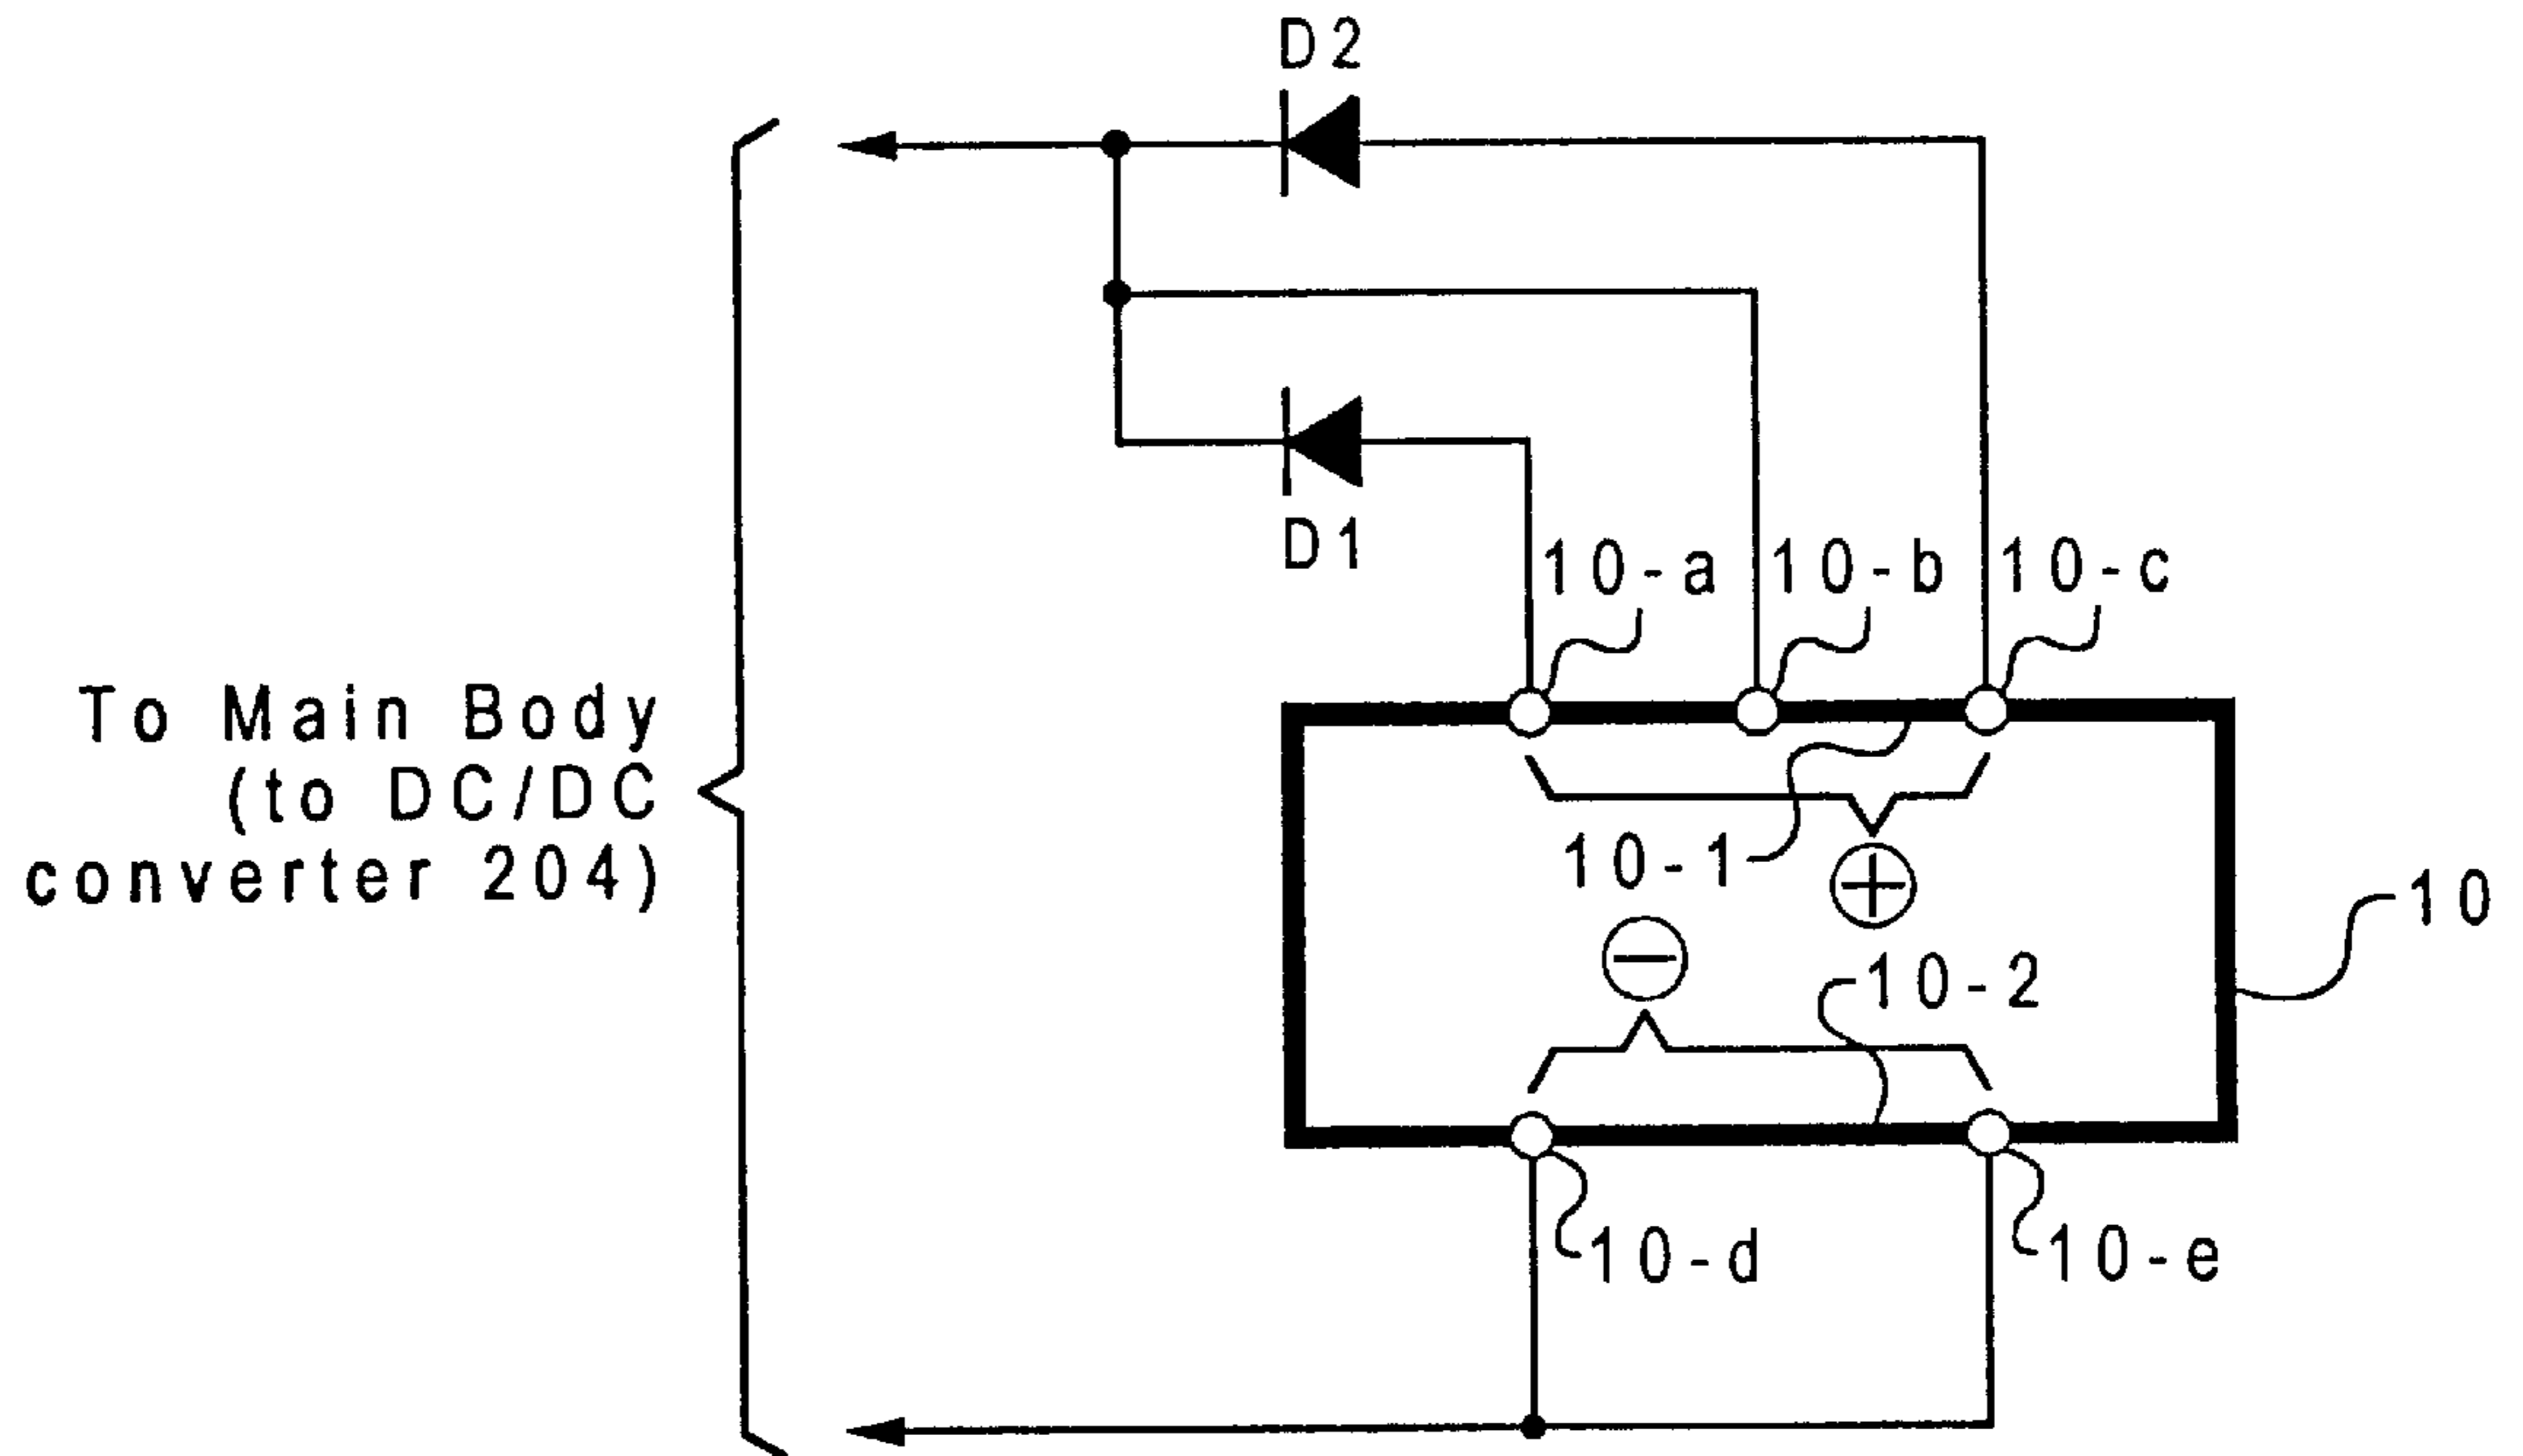 D2
D1
10-a
10-b
10-c
To Main Body
(to DC/DC
converter 204)
10-1
+
10
−
10-2
10-d
10-e